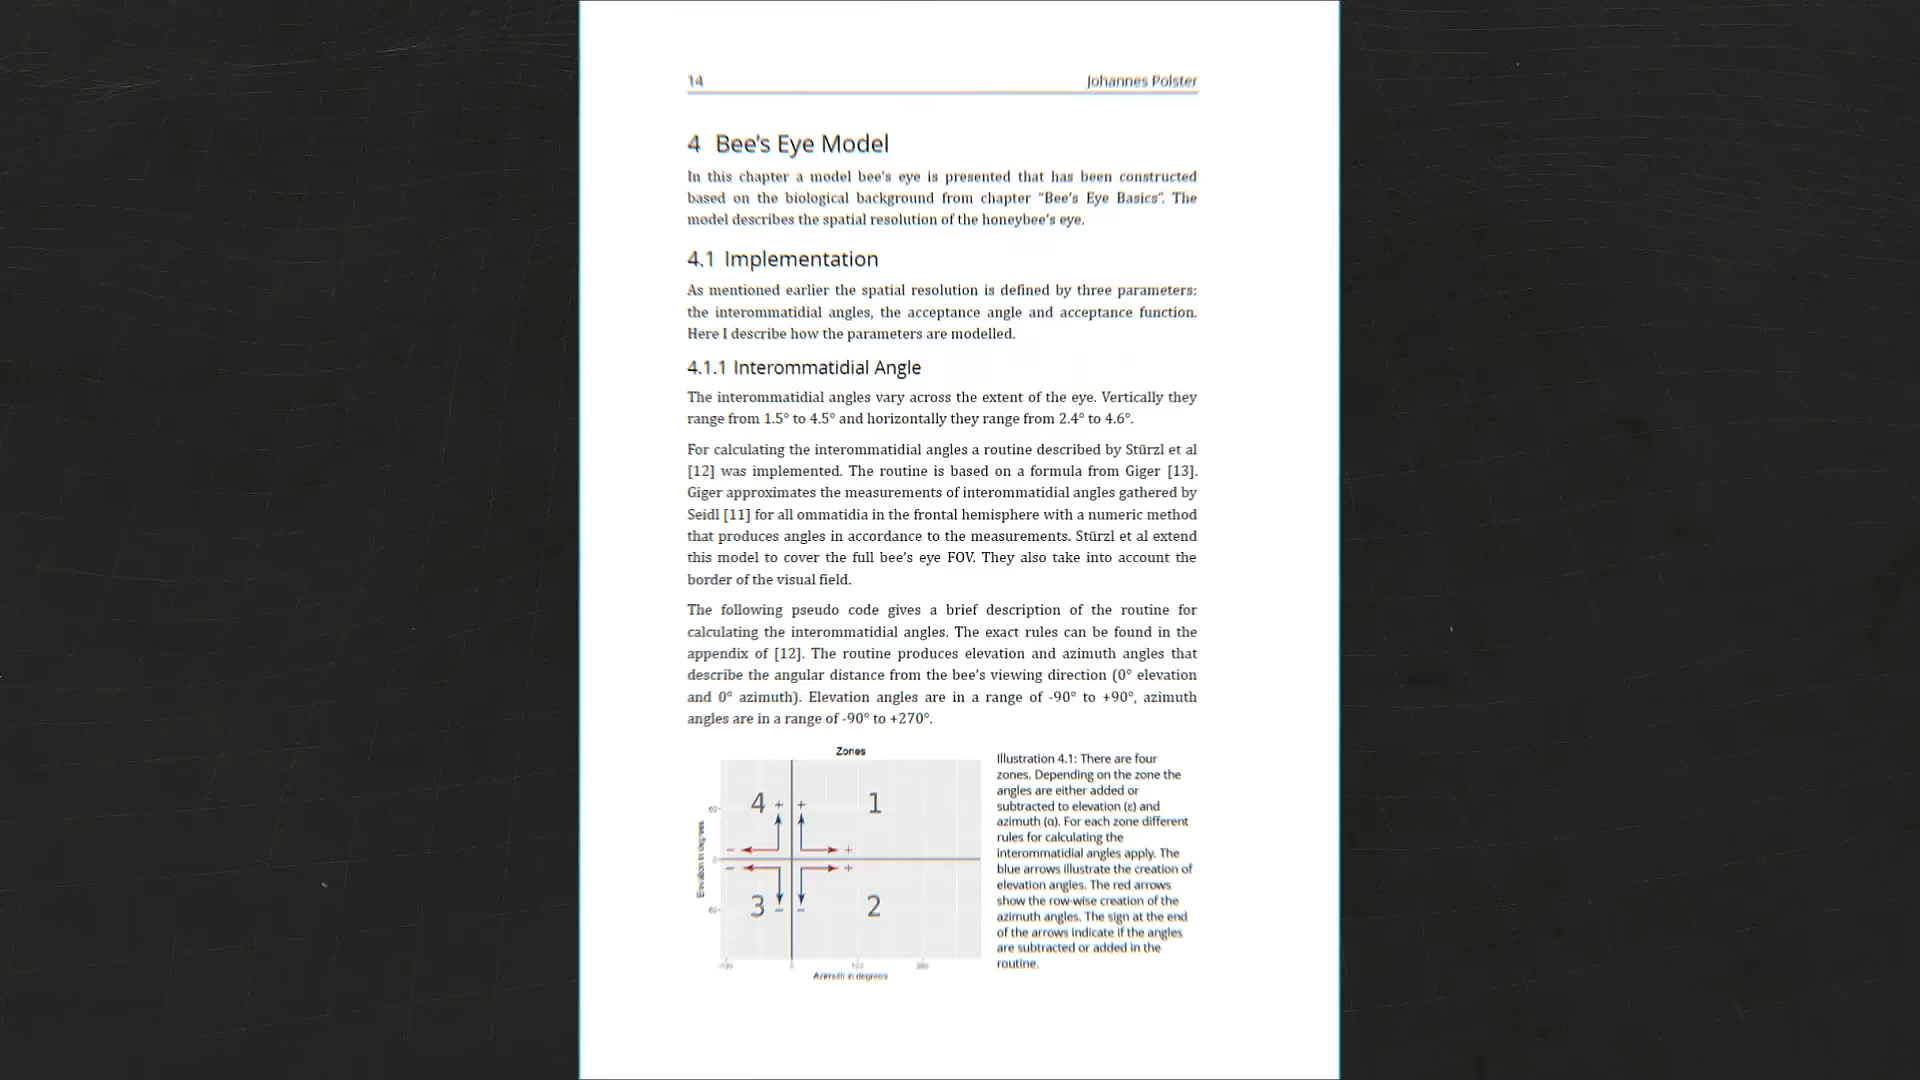 14 Johannes Polster
4 Bee's Eye Model
In this chapter a model bee's eye is presented that has been constructed
based on the biological background from chapter "Bee's Eye Basics". The
model describes the spatial resolution of the honeybee's eye.
4.1 Implementation
As mentioned earlier the spatial resolution is defined by three parameters:
the interommatidial angles, the acceptance angle and acceptance function.
Here I describe how the parameters are modelled.
4.1.1 Interommatidial Angle
The interommatidial angles vary across the extent of the eye. Vertically they
range from 1.5° to 4.5° and horizontally they range from 2.4° to 4.6°.
For calculating the interommatidial angles a routine described by Stürzl et al
[12] was implemented. The routine is based on a formula from Giger [13].
Giger approximates the measurements of interommatidial angles gathered by
Seidl [11] for all ommatidia in the frontal hemisphere with a numeric method
that produces angles in accordance to the measurements. Stürzl et al extend
this model to cover the full bee's eye FOV. They also take into account the
border of the visual field.
The following pseudo code gives a brief description of the routine for
calculating the interommatidial angles. The exact rules can be found in the
appendix of [12]. The routine produces elevation and azimuth angles that
describe the angular distance from the bee's viewing direction (0° elevation
and 0° azimuth). Elevation angles are in a range of -90° to +90°, azimuth
angles are in a range of -90° to +270°.
Zones
4 + + 1
- +
- +
3 - - 2
Elevation in degrees
Azimuth in degrees
Illustration 4.1: There are four
zones. Depending on the zone the
angles are either added or
subtracted to elevation (ε) and
azimuth (α). For each zone different
rules for calculating the
interommatidial angles apply. The
blue arrows illustrate the creation of
elevation angles. The red arrows
show the row-wise creation of the
azimuth angles. The sign at the end
of the arrows indicate if the angles
are subtracted or added in the
routine.